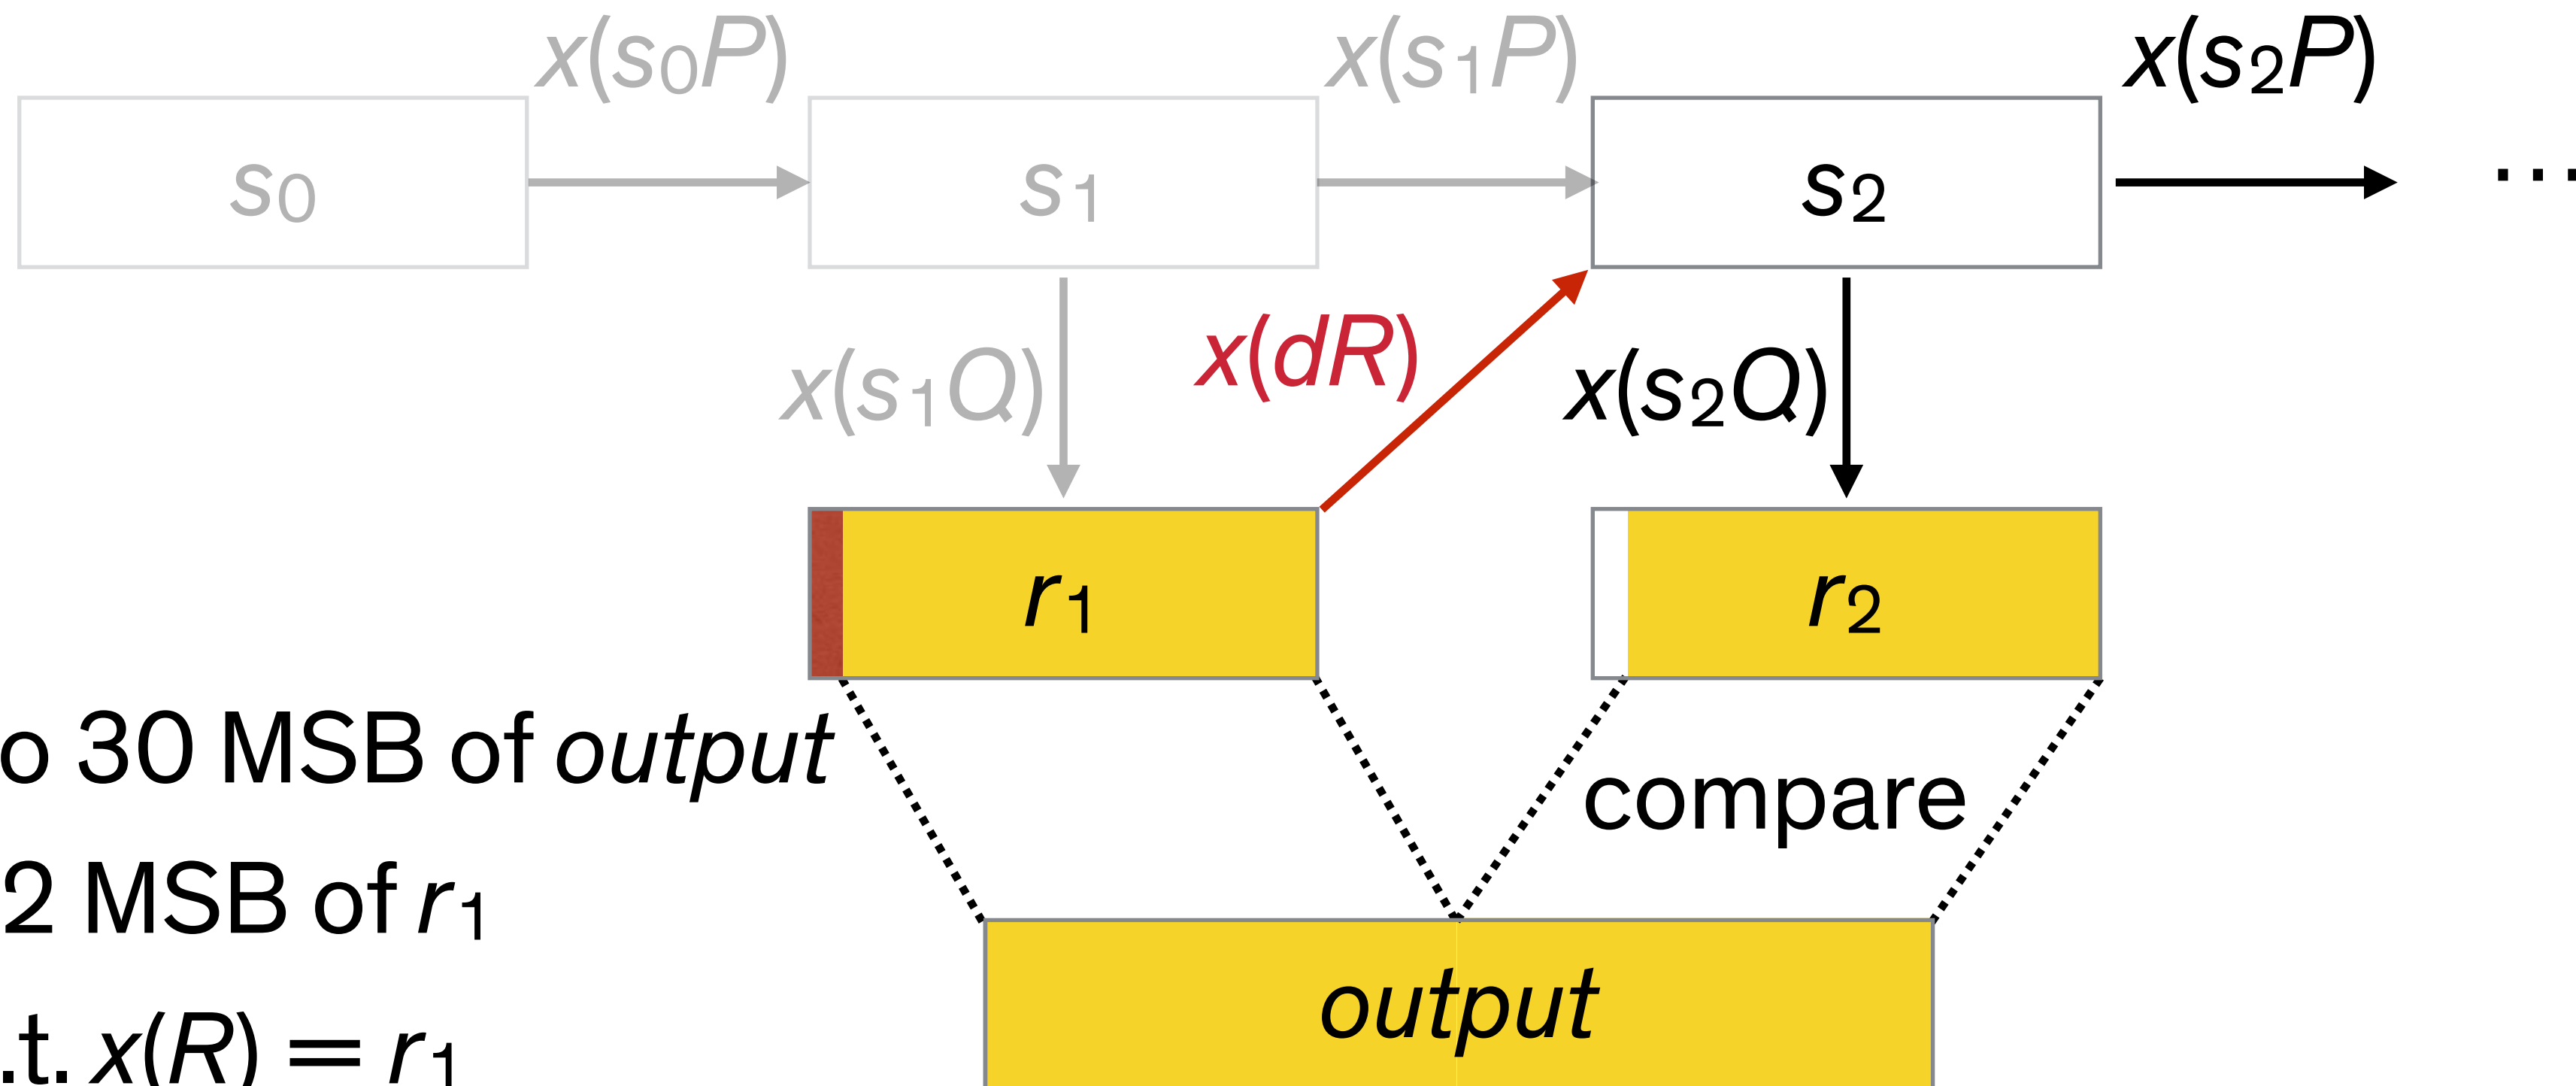 x(s₀P) x(s₁P) x(s₂P)
s₀ s₁ s₂ ...
x(s₁Q) x(dR) x(s₂Q)
r₁ r₂
o 30 MSB of output
compare
2 MSB of r₁
output
.t. x(R) = r₁